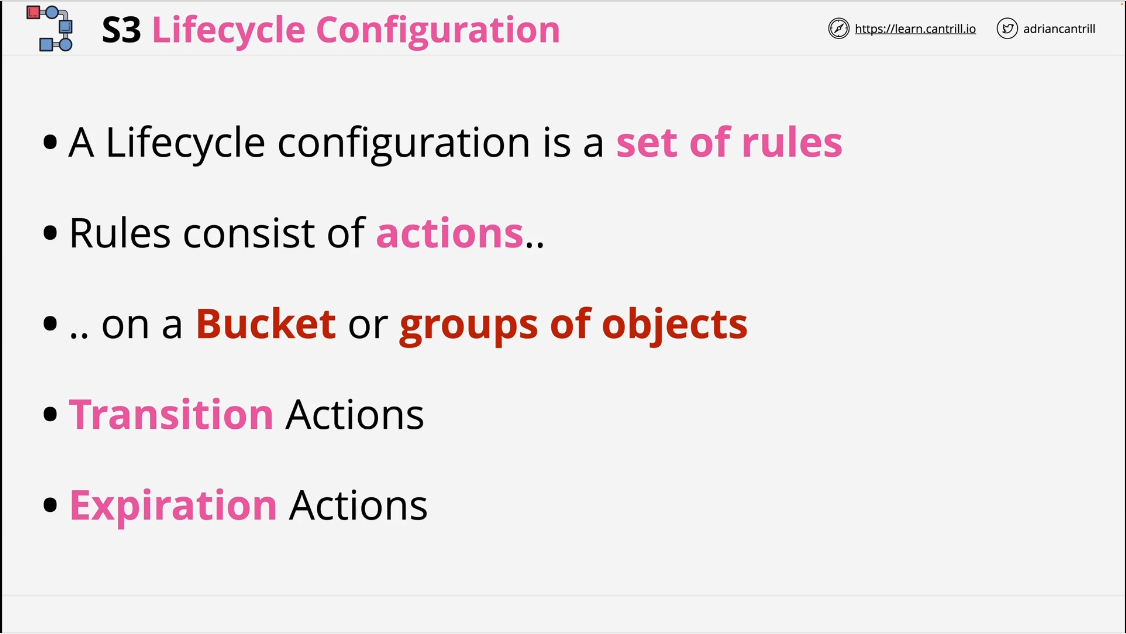 S3 Lifecycle Configuration
https://learn.cantrill.io
adriancantrill
• A Lifecycle configuration is a set of rules
• Rules consist of actions..
• .. on a Bucket or groups of objects
• Transition Actions
• Expiration Actions